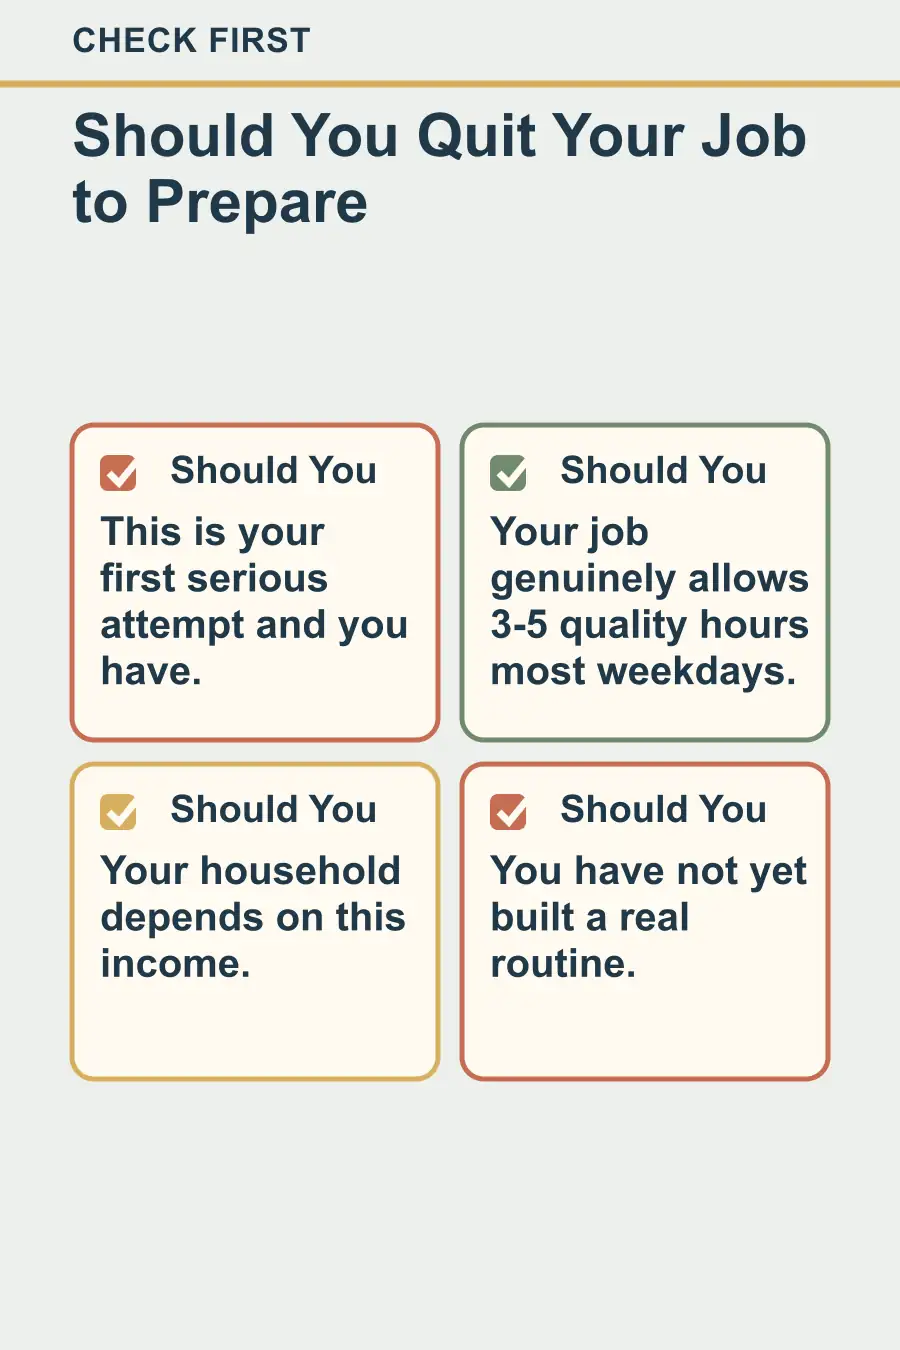 CHECK FIRST
Should You Quit Your Job
to Prepare
Should You
This is your
first serious
attempt and you
have.
Should You
Your job
genuinely allows
3-5 quality hours
most weekdays.
Should You
Your household
depends on this
income.
Should You
You have not yet
built a real
routine.